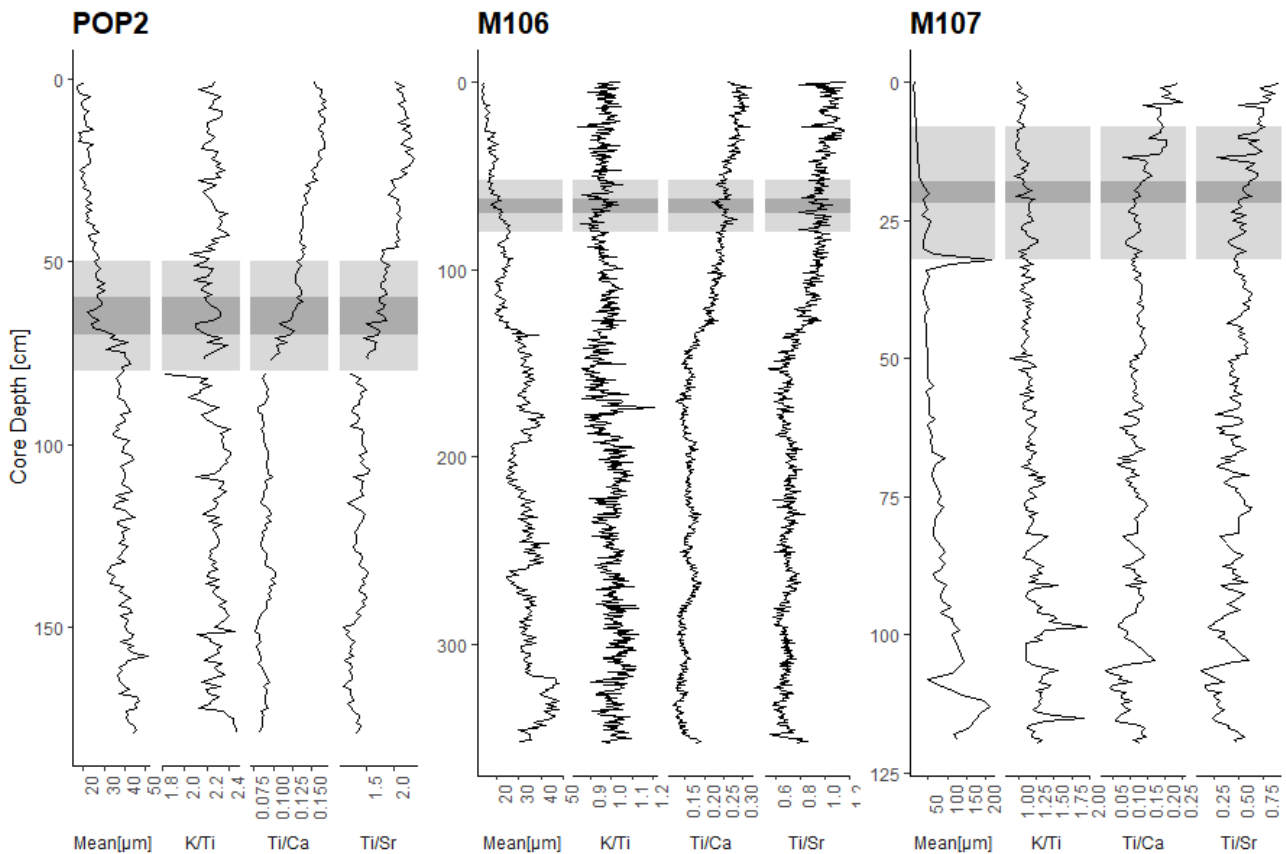 POP2 M106 M107
0 0 0
25
50
50
100
Core Depth [cm]
100 200 75
100
150 300
125
20 30 40 50 1.8 2.0 2.2 2.4 0.075 0.100 0.125 0.150 1.5 2.0 20 30 40 50 0.9 1.0 1.1 1.2 0.15 0.20 0.25 0.30 0.6 0.8 1.0 1.2 50 100 150 200 1.00 1.25 1.50 1.75 2.00 0.05 0.10 0.15 0.20 0.25 0.25 0.50 0.75
Mean[µm] K/Ti Ti/Ca Ti/Sr Mean[µm] K/Ti Ti/Ca Ti/Sr Mean[µm] K/Ti Ti/Ca Ti/Sr